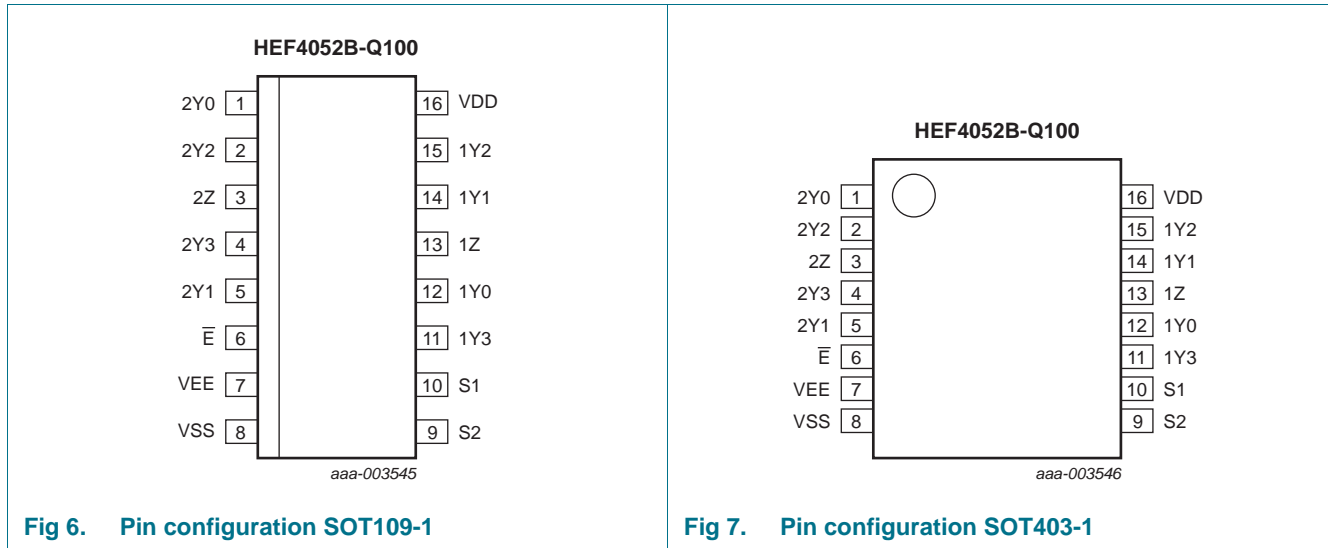 HEF4052B-Q100
2Y0 1 16 VDD
2Y2 2 15 1Y2
2Z 3 14 1Y1
2Y3 4 13 1Z
2Y1 5 12 1Y0
E̅ 6 11 1Y3
VEE 7 10 S1
VSS 8 9 S2
aaa-003545
Fig 6. Pin configuration SOT109-1
HEF4052B-Q100
2Y0 1 16 VDD
2Y2 2 15 1Y2
2Z 3 14 1Y1
2Y3 4 13 1Z
2Y1 5 12 1Y0
E̅ 6 11 1Y3
VEE 7 10 S1
VSS 8 9 S2
aaa-003546
Fig 7. Pin configuration SOT403-1